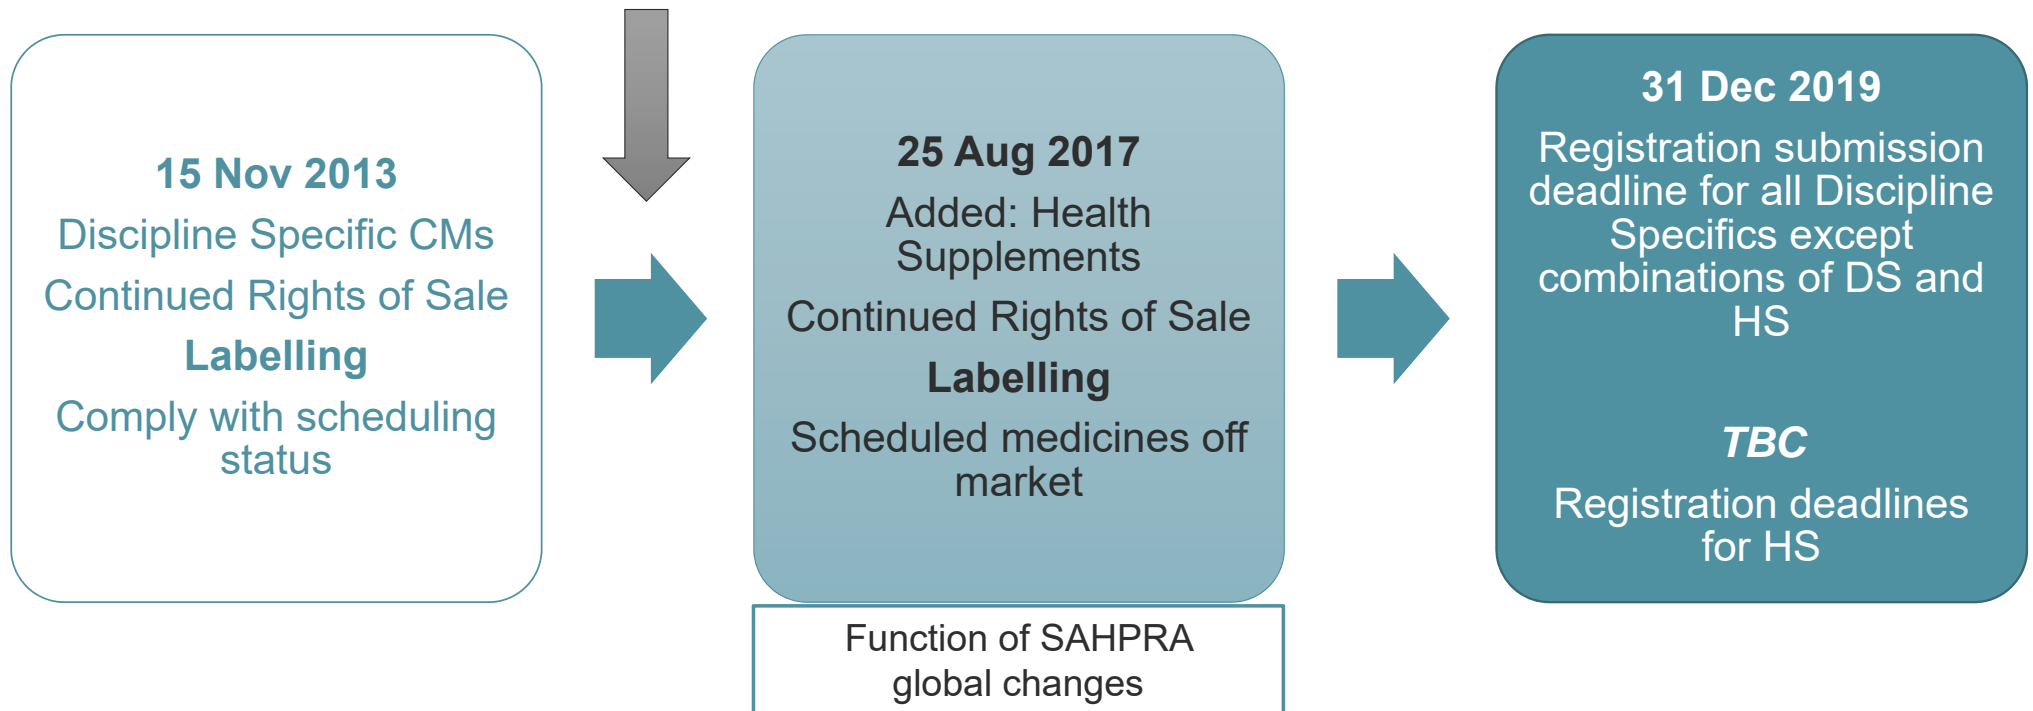 15 Nov 2013
Discipline Specific CMs
Continued Rights of Sale
Labelling
Comply with scheduling
status
25 Aug 2017
Added: Health
Supplements
Continued Rights of Sale
Labelling
Scheduled medicines off
market
Function of SAHPRA
global changes
31 Dec 2019
Registration submission
deadline for all Discipline
Specifics except
combinations of DS and
HS
TBC
Registration deadlines
for HS